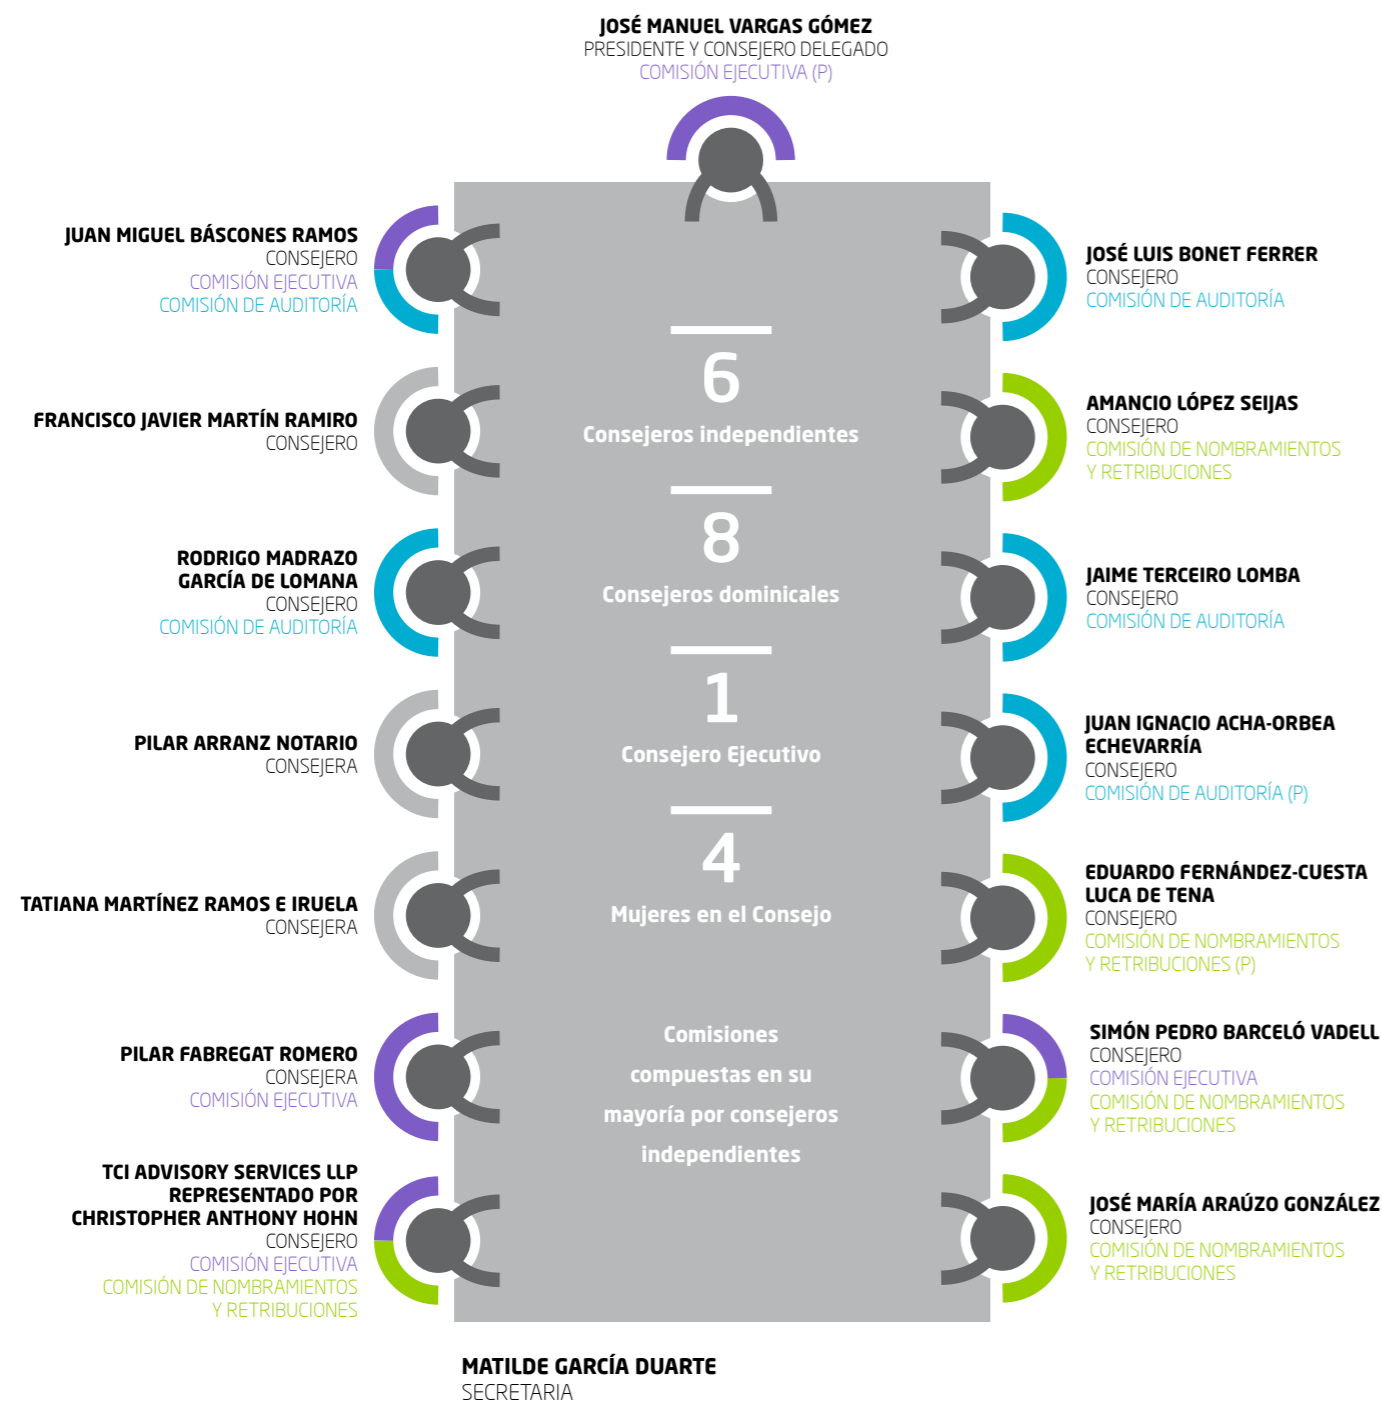 JOSÉ MANUEL VARGAS GÓMEZ
PRESIDENTE Y CONSEJERO DELEGADO
COMISIÓN EJECUTIVA (P)
JUAN MIGUEL BÁSCONES RAMOS
CONSEJERO
COMISIÓN EJECUTIVA
COMISIÓN DE AUDITORÍA
FRANCISCO JAVIER MARTÍN RAMIRO
CONSEJERO
RODRIGO MADRAZO
GARCÍA DE LOMANA
CONSEJERO
COMISIÓN DE AUDITORÍA
PILAR ARRANZ NOTARIO
CONSEJERA
TATIANA MARTÍNEZ RAMOS E IRUELA
CONSEJERA
PILAR FABREGAT ROMERO
CONSEJERA
COMISIÓN EJECUTIVA
TCI ADVISORY SERVICES LLP
REPRESENTADO POR
CHRISTOPHER ANTHONY HOHN
CONSEJERO
COMISIÓN EJECUTIVA
COMISIÓN DE NOMBRAMIENTOS
Y RETRIBUCIONES
6
Consejeros independientes
8
Consejeros dominicales
1
Consejero Ejecutivo
4
Mujeres en el Consejo
Comisiones
compuestas en su
mayoría por consejeros
independientes
JOSÉ LUIS BONET FERRER
CONSEJERO
COMISIÓN DE AUDITORÍA
AMANCIO LÓPEZ SEIJAS
CONSEJERO
COMISIÓN DE NOMBRAMIENTOS
Y RETRIBUCIONES
JAIME TERCEIRO LOMBA
CONSEJERO
COMISIÓN DE AUDITORÍA
JUAN IGNACIO ACHA-ORBEA
ECHEVARRÍA
CONSEJERO
COMISIÓN DE AUDITORÍA (P)
EDUARDO FERNÁNDEZ-CUESTA
LUCA DE TENA
CONSEJERO
COMISIÓN DE NOMBRAMIENTOS
Y RETRIBUCIONES (P)
SIMÓN PEDRO BARCELÓ VADELL
CONSEJERO
COMISIÓN EJECUTIVA
COMISIÓN DE NOMBRAMIENTOS
Y RETRIBUCIONES
JOSÉ MARÍA ARAÚZO GONZÁLEZ
CONSEJERO
COMISIÓN DE NOMBRAMIENTOS
Y RETRIBUCIONES
MATILDE GARCÍA DUARTE
SECRETARIA